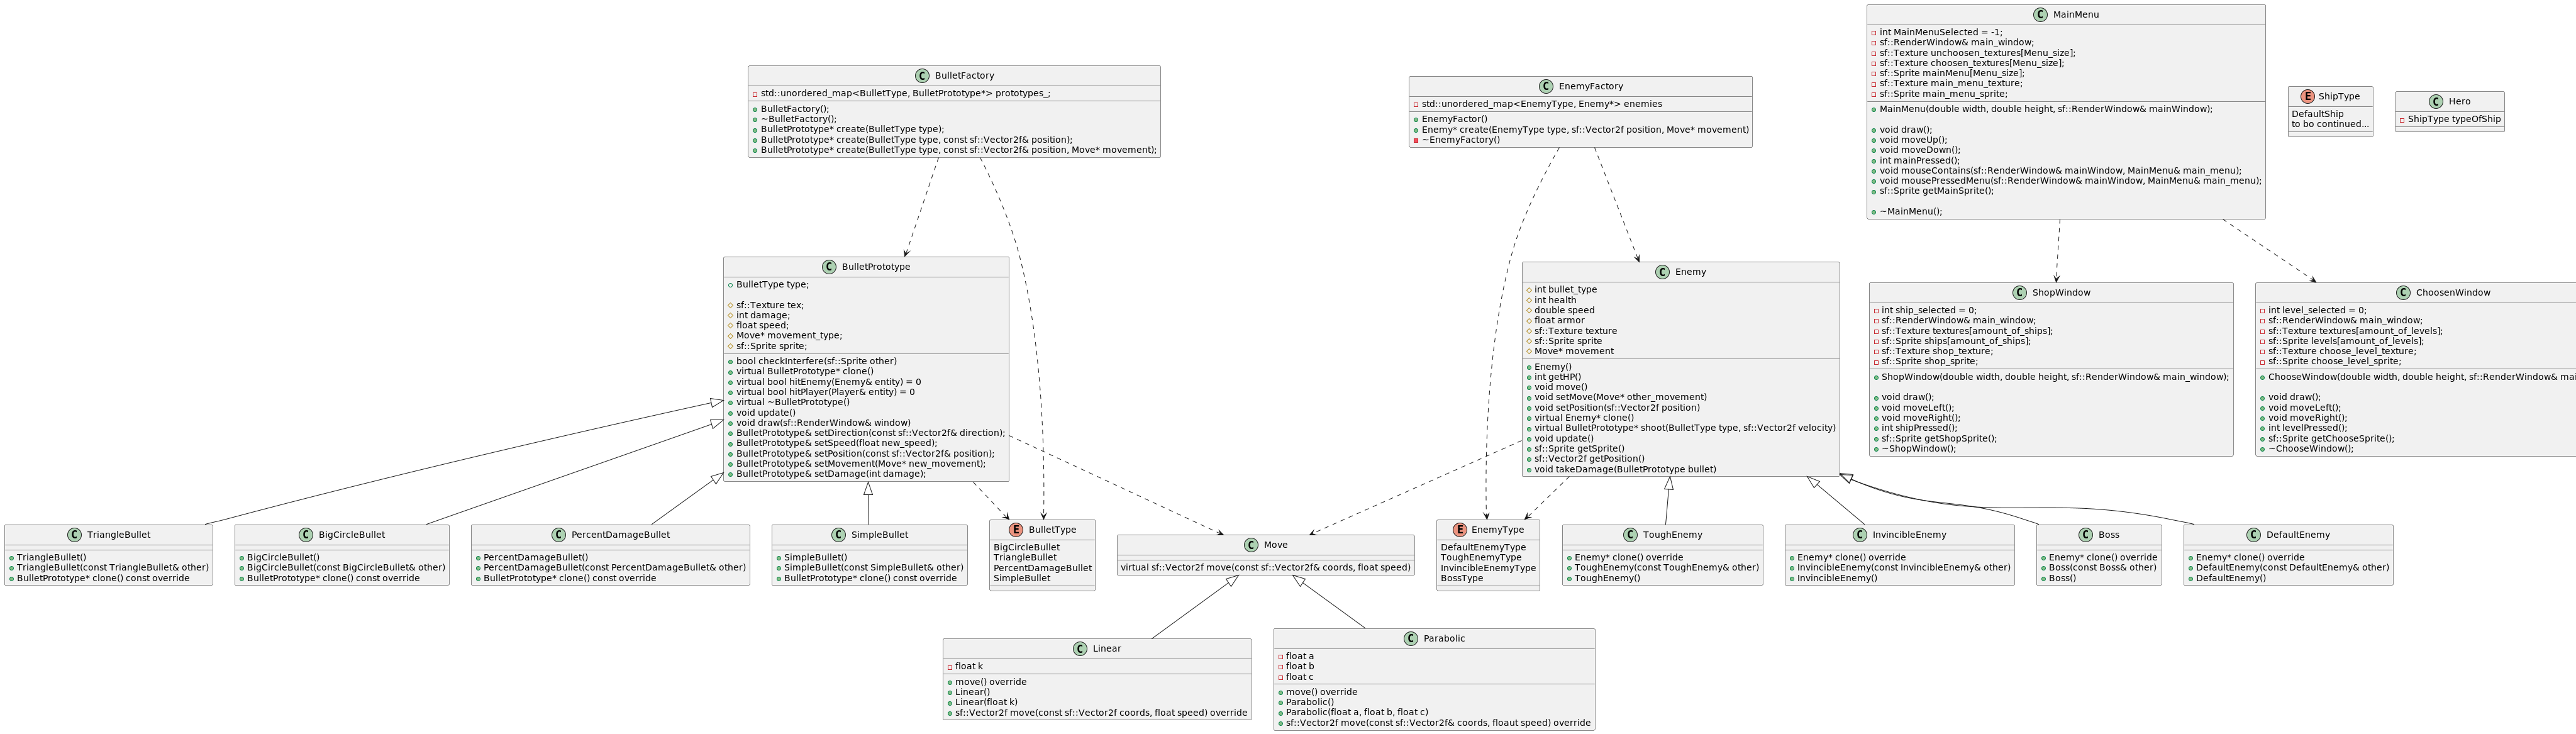 MainMenu
int MainMenuSelected = -1;
sf::RenderWindow& main_window;
sf::Texture unchoosen_textures[Menu_size];
sf::Texture choosen_textures[Menu_size];
sf::Sprite mainMenu[Menu_size];
sf::Texture main_menu_texture;
sf::Sprite main_menu_sprite;
MainMenu(double width, double height, sf::RenderWindow& mainWindow);
void draw();
void moveUp();
void moveDown();
int mainPressed();
void mouseContains(sf::RenderWindow& mainWindow, MainMenu& main_menu);
void mousePressedMenu(sf::RenderWindow& mainWindow, MainMenu& main_menu);
sf::Sprite getMainSprite();
~MainMenu();
BulletFactory
std::unordered_map<BulletType, BulletPrototype*> prototypes_;
BulletFactory();
~BulletFactory();
BulletPrototype* create(BulletType type);
BulletPrototype* create(BulletType type, const sf::Vector2f& position);
BulletPrototype* create(BulletType type, const sf::Vector2f& position, Move* movement);
EnemyFactory
std::unordered_map<EnemyType, Enemy*> enemies
EnemyFactor()
Enemy* create(EnemyType type, sf::Vector2f position, Move* movement)
~EnemyFactory()
ShipType
DefaultShip
to bo continued...
Hero
ShipType typeOfShip
BulletPrototype
BulletType type;
sf::Texture tex;
int damage;
float speed;
Move* movement_type;
sf::Sprite sprite;
bool checkInterfere(sf::Sprite other)
virtual BulletPrototype* clone()
virtual bool hitEnemy(Enemy& entity) = 0
virtual bool hitPlayer(Player& entity) = 0
virtual ~BulletPrototype()
void update()
void draw(sf::RenderWindow& window)
BulletPrototype& setDirection(const sf::Vector2f& direction);
BulletPrototype& setSpeed(float new_speed);
BulletPrototype& setPosition(const sf::Vector2f& position);
BulletPrototype& setMovement(Move* new_movement);
BulletPrototype& setDamage(int damage);
Enemy
int bullet_type
int health
double speed
float armor
sf::Texture texture
sf::Sprite sprite
Move* movement
Enemy()
int getHP()
void move()
void setMove(Move* other_movement)
void setPosition(sf::Vector2f position)
virtual Enemy* clone()
virtual BulletPrototype* shoot(BulletType type, sf::Vector2f velocity)
void update()
sf::Sprite getSprite()
sf::Vector2f getPosition()
void takeDamage(BulletPrototype bullet)
ShopWindow
int ship_selected = 0;
sf::RenderWindow& main_window;
sf::Texture textures[amount_of_ships];
sf::Sprite ships[amount_of_ships];
sf::Texture shop_texture;
sf::Sprite shop_sprite;
ShopWindow(double width, double height, sf::RenderWindow& main_window);
void draw();
void moveLeft();
void moveRight();
int shipPressed();
sf::Sprite getShopSprite();
~ShopWindow();
ChoosenWindow
int level_selected = 0;
sf::RenderWindow& main_window;
sf::Texture textures[amount_of_levels];
sf::Sprite levels[amount_of_levels];
sf::Texture choose_level_texture;
sf::Sprite choose_level_sprite;
ChooseWindow(double width, double height, sf::RenderWindow& mai
void draw();
void moveLeft();
void moveRight();
int levelPressed();
sf::Sprite getChooseSprite();
~ChooseWindow();
TriangleBullet
TriangleBullet()
TriangleBullet(const TriangleBullet& other)
BulletPrototype* clone() const override
BigCircleBullet
BigCircleBullet()
BigCircleBullet(const BigCircleBullet& other)
BulletPrototype* clone() const override
PercentDamageBullet
PercentDamageBullet()
PercentDamageBullet(const PercentDamageBullet& other)
BulletPrototype* clone() const override
SimpleBullet
SimpleBullet()
SimpleBullet(const SimpleBullet& other)
BulletPrototype* clone() const override
BulletType
BigCircleBullet
TriangleBullet
PercentDamageBullet
SimpleBullet
Move
virtual sf::Vector2f move(const sf::Vector2f& coords, float speed)
EnemyType
DefaultEnemyType
ToughEnemyType
InvincibleEnemyType
BossType
ToughEnemy
Enemy* clone() override
ToughEnemy(const ToughEnemy& other)
ToughEnemy()
InvincibleEnemy
Enemy* clone() override
InvincibleEnemy(const InvincibleEnemy& other)
InvincibleEnemy()
Boss
Enemy* clone() override
Boss(const Boss& other)
Boss()
DefaultEnemy
Enemy* clone() override
DefaultEnemy(const DefaultEnemy& other)
DefaultEnemy()
Linear
float k
move() override
Linear()
Linear(float k)
sf::Vector2f move(const sf::Vector2f coords, float speed) override
Parabolic
float a
float b
float c
move() override
Parabolic()
Parabolic(float a, float b, float c)
sf::Vector2f move(const sf::Vector2f& coords, floaut speed) override